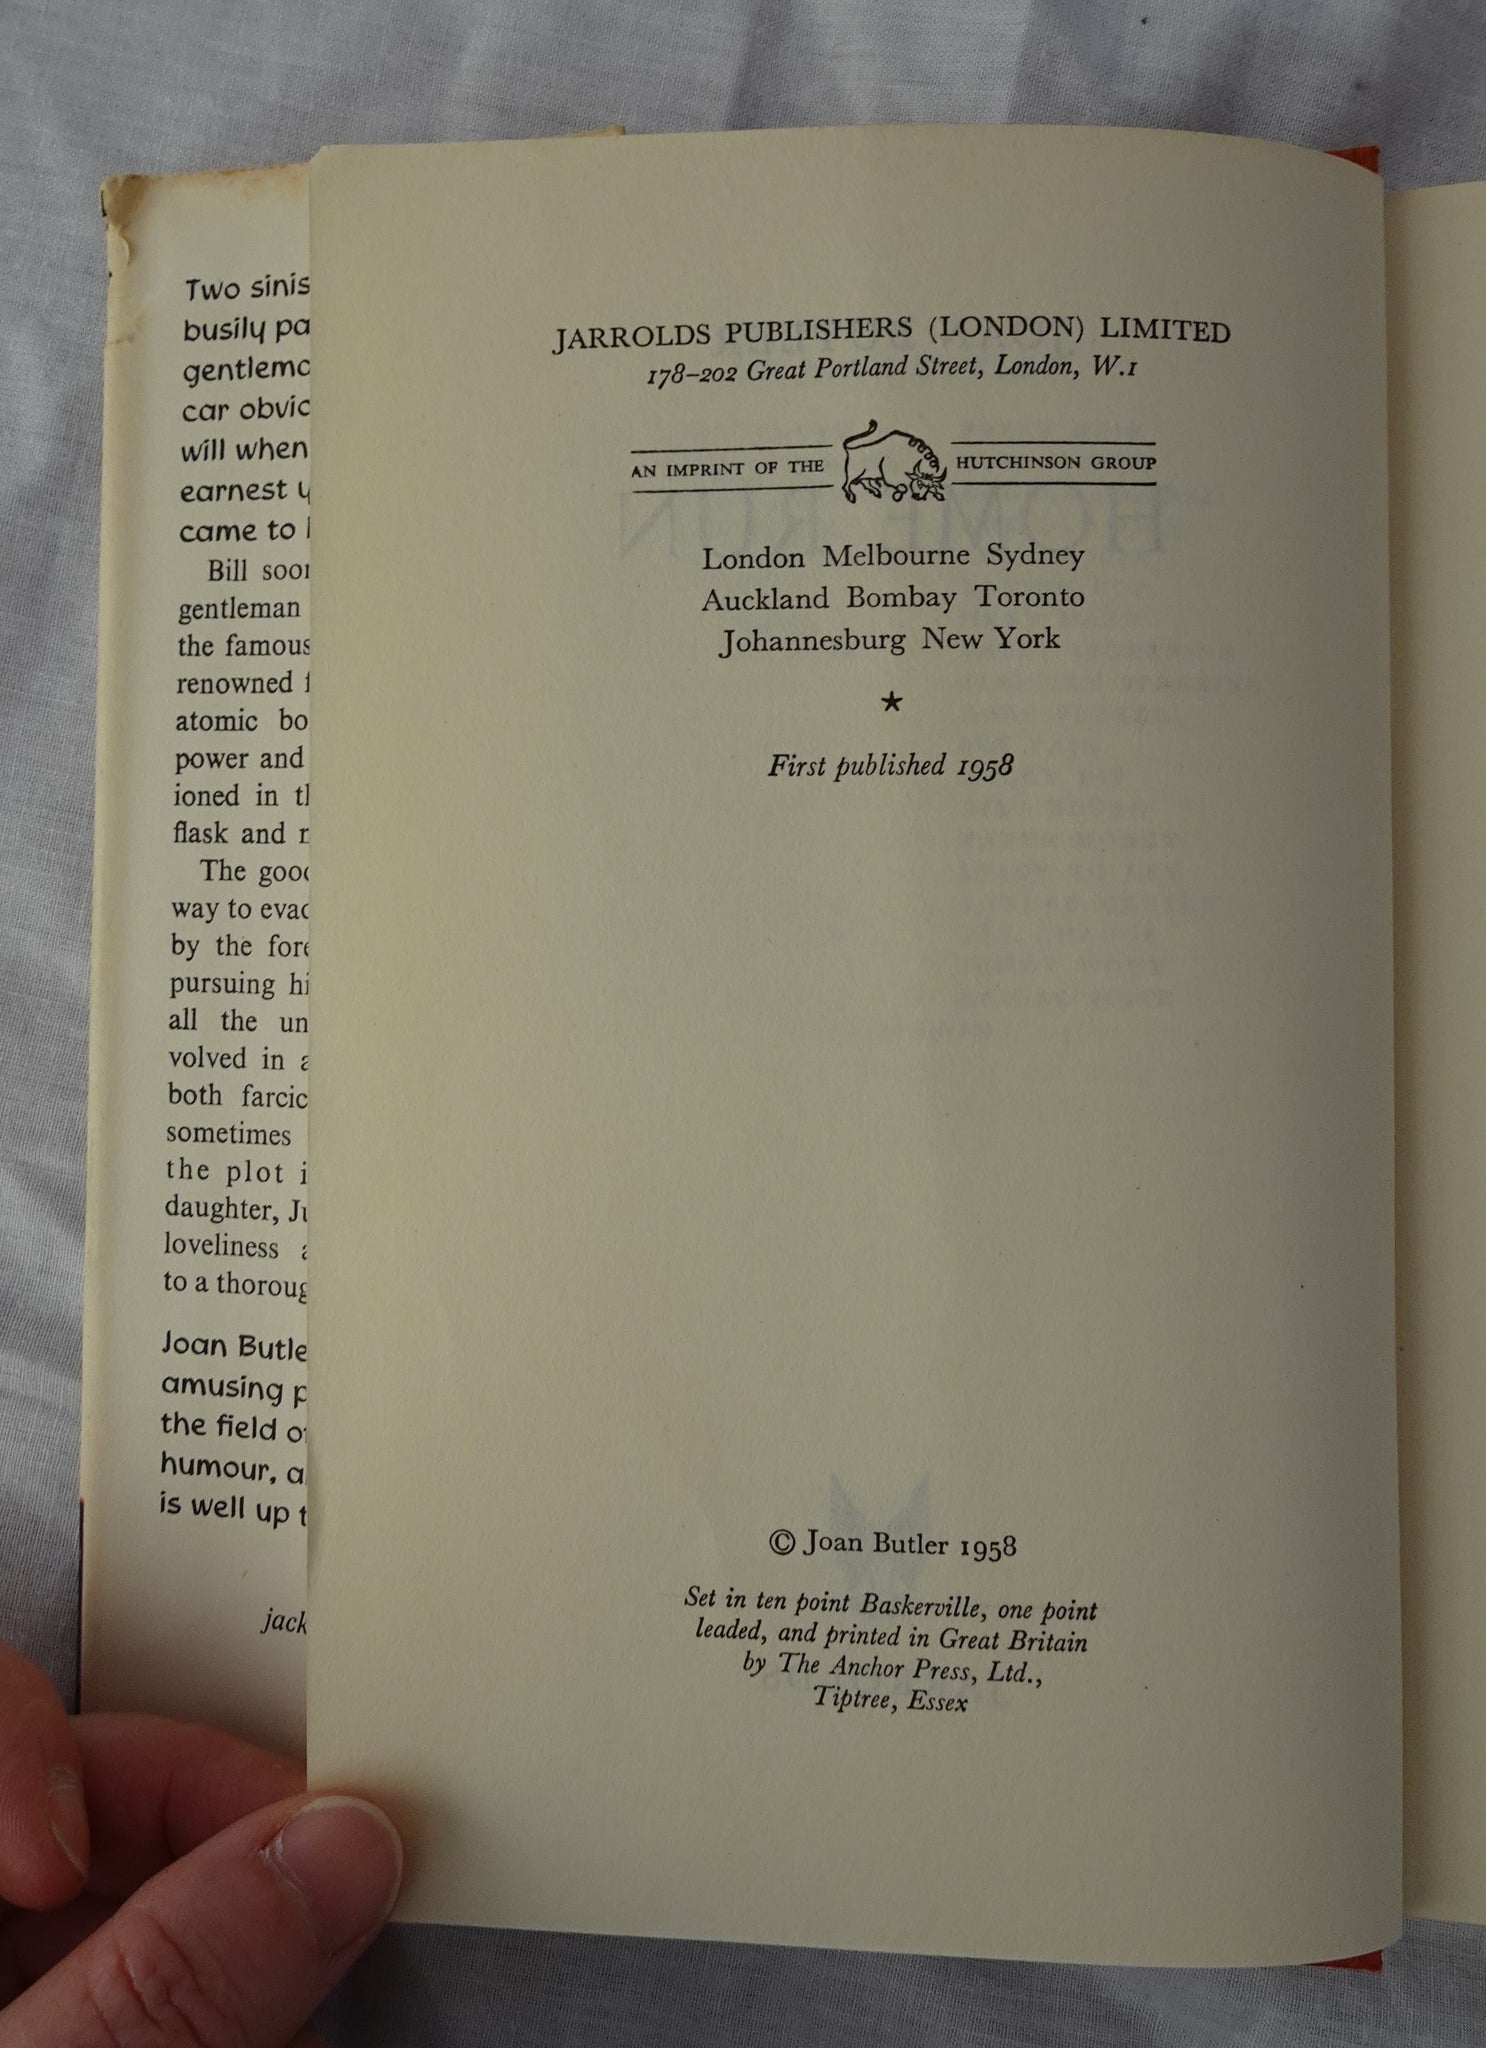 Two sinis
busily pa
gentlema
car obvio
will when
earnest y
came to
Bill soon
gentleman
the famous
renowned
atomic bo
power and
ioned in th
flask and
The good
way to evad
by the fore
pursuing hi
all the un
volved in a
both farcic
sometimes
the plot i
daughter, Ju
loveliness a
to a thoroug
Joan Butle
amusing p
the field of
humour, a
is well up t
jack
JARROLDS PUBLISHERS (LONDON) LIMITED
178–202 Great Portland Street, London, W.1
AN IMPRINT OF THE HUTCHINSON GROUP
London Melbourne Sydney
Auckland Bombay Toronto
Johannesburg New York
★
First published 1958
© Joan Butler 1958
Set in ten point Baskerville, one point
leaded, and printed in Great Britain
by The Anchor Press, Ltd.,
Tiptree, Essex